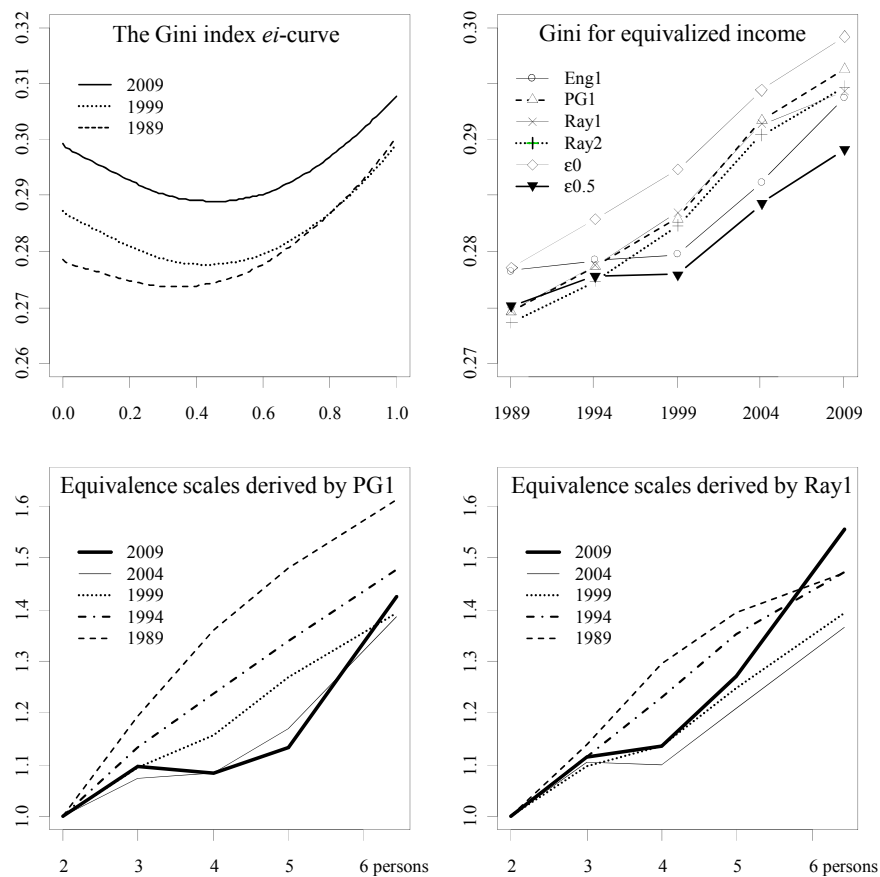 The Gini index ei-curve
2009
1999
1989
0.32
0.31
0.30
0.29
0.28
0.27
0.26
0.0 0.2 0.4 0.6 0.8 1.0
Gini for equivalized income
Eng1
PG1
Ray1
Ray2
ε0
ε0.5
0.30
0.29
0.28
0.27
1989 1994 1999 2004 2009
Equivalence scales derived by PG1
2009
2004
1999
1994
1989
1.6
1.5
1.4
1.3
1.2
1.1
1.0
2 3 4 5 6 persons
Equivalence scales derived by Ray1
2009
2004
1999
1994
1989
1.6
1.5
1.4
1.3
1.2
1.1
1.0
2 3 4 5 6 persons